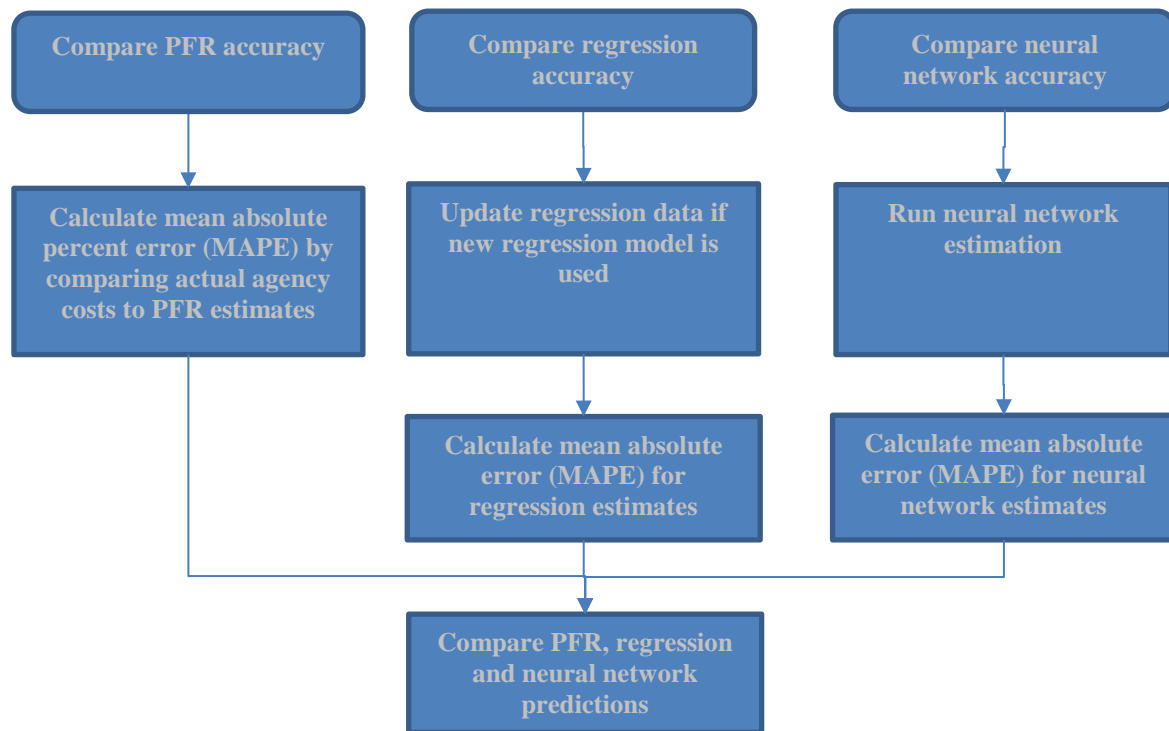 Compare PFR accuracy
Compare regression
accuracy
Compare neural
network accuracy
Calculate mean absolute
percent error (MAPE) by
comparing actual agency
costs to PFR estimates
Update regression data if
new regression model is
used
Run neural network
estimation
Calculate mean absolute
error (MAPE) for
regression estimates
Calculate mean absolute
error (MAPE) for neural
network estimates
Compare PFR, regression
and neural network
predictions